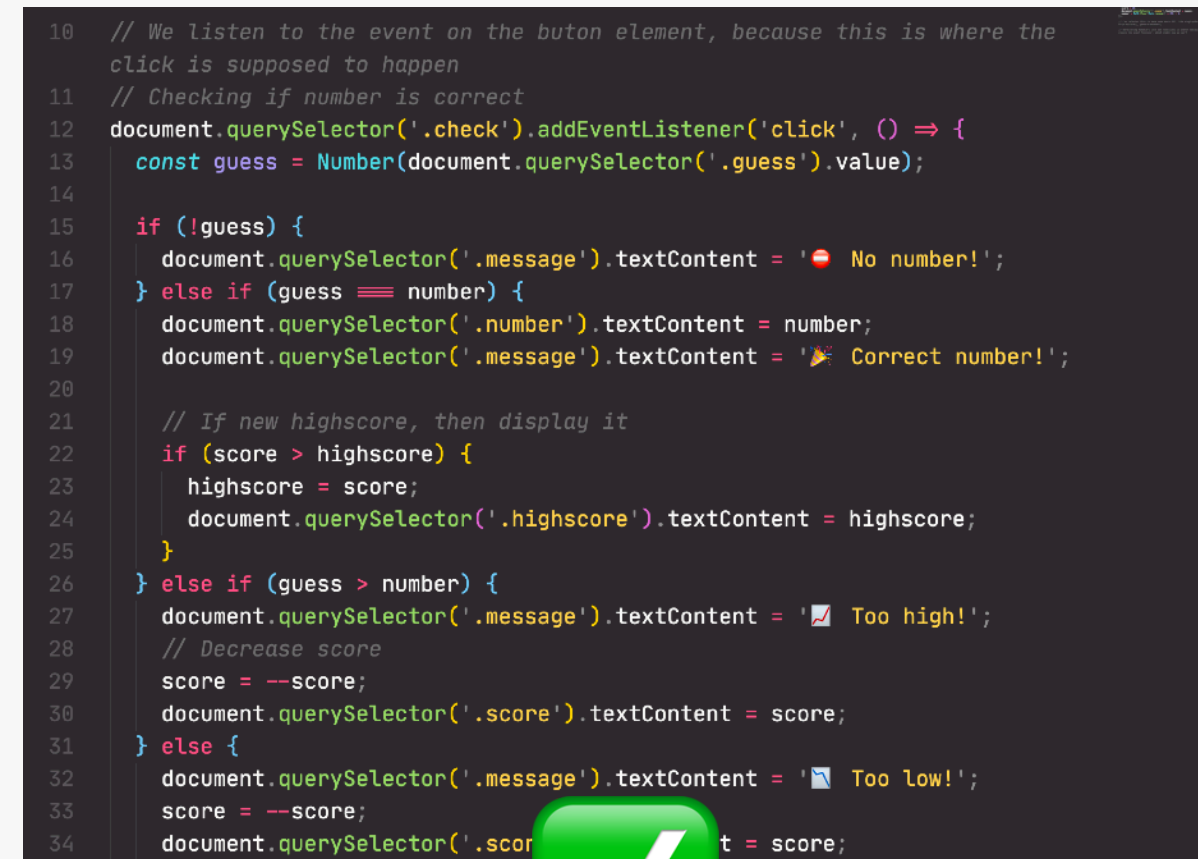 10 // We listen to the event on the buton element, because this is where the
click is supposed to happen
11 // Checking if number is correct
12 document.querySelector('.check').addEventListener('click', () => {
13 const guess = Number(document.querySelector('.guess').value);
14
15 if (!guess) {
16 document.querySelector('.message').textContent = '⛔ No number!';
17 } else if (guess === number) {
18 document.querySelector('.number').textContent = number;
19 document.querySelector('.message').textContent = '🎉 Correct number!';
20
21 // If new highscore, then display it
22 if (score > highscore) {
23 highscore = score;
24 document.querySelector('.highscore').textContent = highscore;
25 }
26 } else if (guess > number) {
27 document.querySelector('.message').textContent = '📈 Too high!';
28 // Decrease score
29 score = --score;
30 document.querySelector('.score').textContent = score;
31 } else {
32 document.querySelector('.message').textContent = '📉 Too low!';
33 score = --score;
34 document.querySelector('.scor t = score;